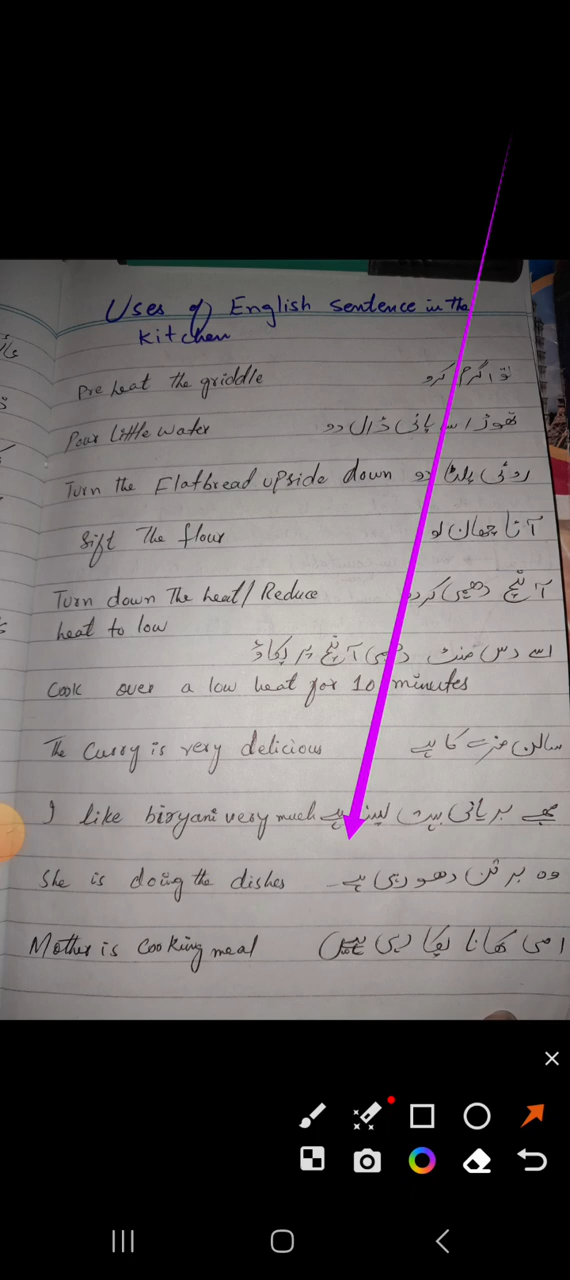 Uses of English Sentence in the
Kitchen
Pre heat the griddle توا گرم کرو
Pour little water تھوڑا سا پانی ڈال دو
Turn the Flatbread upside down روٹی پلٹا دو
Sift The flour آٹا چھان لو
Turn down The heat/ Reduce آنچ دھیمی کر دو
heat to low
اسے دس منٹ دھیمی آنچ پر پکاؤ
Cook over a low heat for 10 minutes
The Curry is very delicious سالن مزے کا ہے
I like biryani very much مجھے بریانی بہت پسند ہے
She is doing the dishes وہ برتن دھو رہی ہے۔
Mother is Cooking meal امی کھانا پکا رہی ہیں